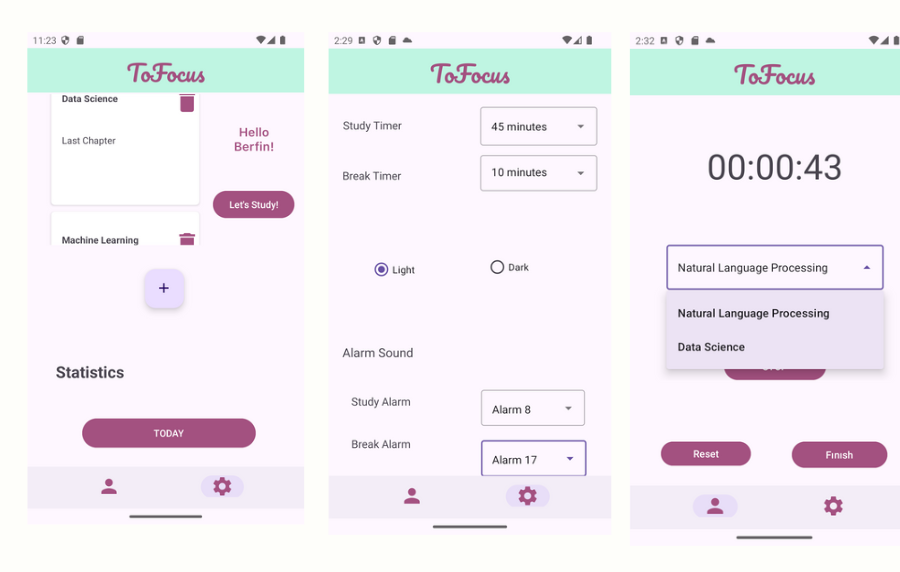 11:23
ToFocus
Data Science
Last Chapter
Hello
Berfin!
Let's Study!
Machine Learning
+
Statistics
TODAY
2:29
ToFocus
Study Timer
45 minutes
Break Timer
10 minutes
Light
Dark
Alarm Sound
Study Alarm
Alarm 8
Break Alarm
Alarm 17
2:32
ToFocus
00:00:43
Natural Language Processing
Natural Language Processing
Data Science
Reset
Finish